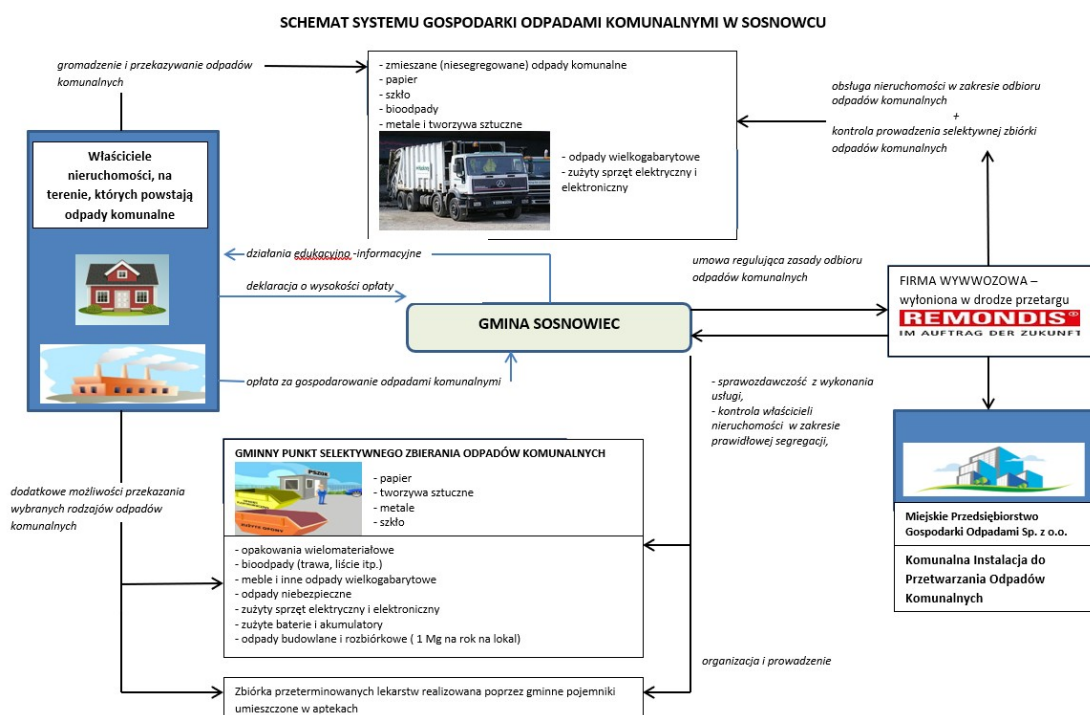 SCHEMAT SYSTEMU GOSPODARKI ODPADAMI KOMUNALNYMI W SOSNOWCU
gromadzenie i przekazywanie odpadów
komunalnych
- zmieszane (niesegregowane) odpady komunalne
- papier
- szkło
- bioodpady
- metale i tworzywa sztuczne
- odpady wielkogabarytowe
- zużyty sprzęt elektryczny i
elektroniczny
obsługa nieruchomości w zakresie odbioru
odpadów komunalnych
+
kontrola prowadzenia selektywnej zbiórki
odpadów komunalnych
Właściciele
nieruchomości, na
terenie, których powstają
odpady komunalne
działania edukacyjno -informacyjne
deklaracja o wysokości opłaty
opłata za gospodarowanie odpadami komunalnymi
GMINA SOSNOWIEC
umowa regulująca zasady odbioru
odpadów komunalnych
FIRMA WYWWOZOWA –
wyłoniona w drodze przetargu
REMONDIS®
IM AUFTRAG DER ZUKUNFT
- sprawozdawczość z wykonania
usługi,
- kontrola właścicieli
nieruchomości w zakresie
prawidłowej segregacji,
Miejskie Przedsiębiorstwo
Gospodarki Odpadami Sp. z o.o.
Komunalna Instalacja do
Przetwarzania Odpadów
Komunalnych
dodatkowe możliwości przekazania
wybranych rodzajów odpadów
komunalnych
GMINNY PUNKT SELEKTYWNEGO ZBIERANIA ODPADÓW KOMUNALNYCH
PSZOK
ZUŻYTE OPONY
- papier
- tworzywa sztuczne
- metale
- szkło
- opakowania wielomateriałowe
- bioodpady (trawa, liście itp.)
- meble i inne odpady wielkogabarytowe
- odpady niebezpieczne
- zużyty sprzęt elektryczny i elektroniczny
- zużyte baterie i akumulatory
- odpady budowlane i rozbiórkowe ( 1 Mg na rok na lokal)
organizacja i prowadzenie
Zbiórka przeterminowanych lekarstw realizowana poprzez gminne pojemniki
umieszczone w aptekach